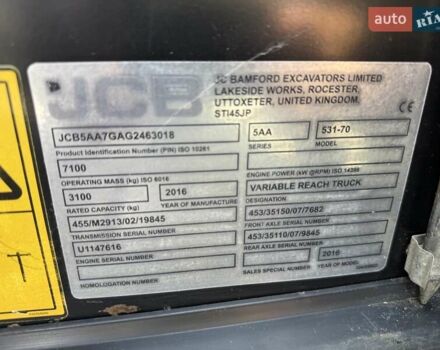 auto RIA
JCB
JC BAMFORD EXCAVATORS LIMITED
LAKESIDE WORKS, ROCESTER,
UTTOXETER, UNITED KINGDOM,
ST145JP
CE
JCB5AA7GAG2463018
Product Identification Number (PIN) ISO 10261
5AA
SERIES
531-70
MODEL
7100
OPERATING MASS (kg) ISO 6016
ENGINE POWER (kW @RPM) ISO 14396
3100
RATED CAPACITY (kg)
2016
YEAR OF MANUFACTURE
VARIABLE REACH TRUCK
DESIGNATION
455/M2913/02/19845
TRANSMISSION SERIAL NUMBER
453/35150/07/7682
FRONT AXLE SERIAL NUMBER
U1147616
ENGINE SERIAL NUMBER
453/35110/07/9845
REAR AXLE SERIAL NUMBER
HOMOLOGATION NUMBER
SALES SPECIAL NUMBER
2016
YEAR OF MODEL
T